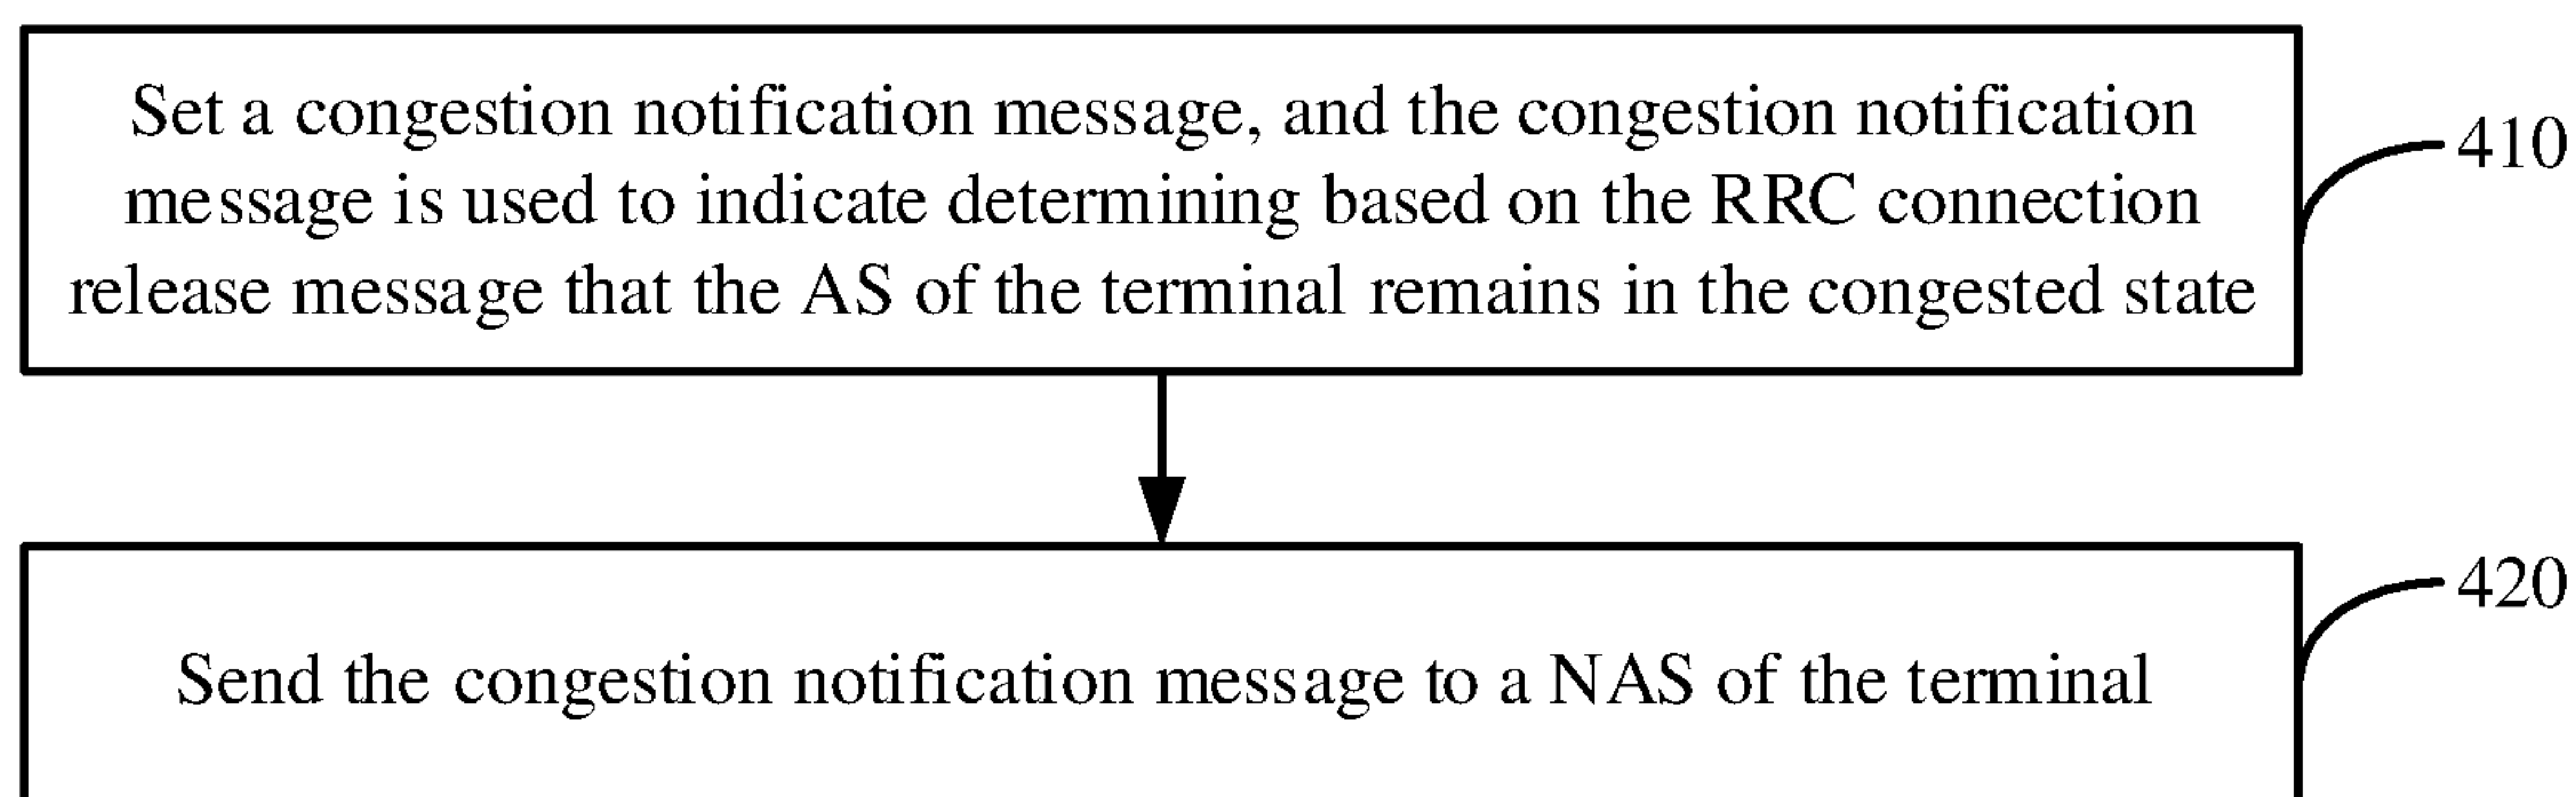 Set a congestion notification message, and the congestion notification
message is used to indicate determining based on the RRC connection
release message that the AS of the terminal remains in the congested state
410
Send the congestion notification message to a NAS of the terminal
420